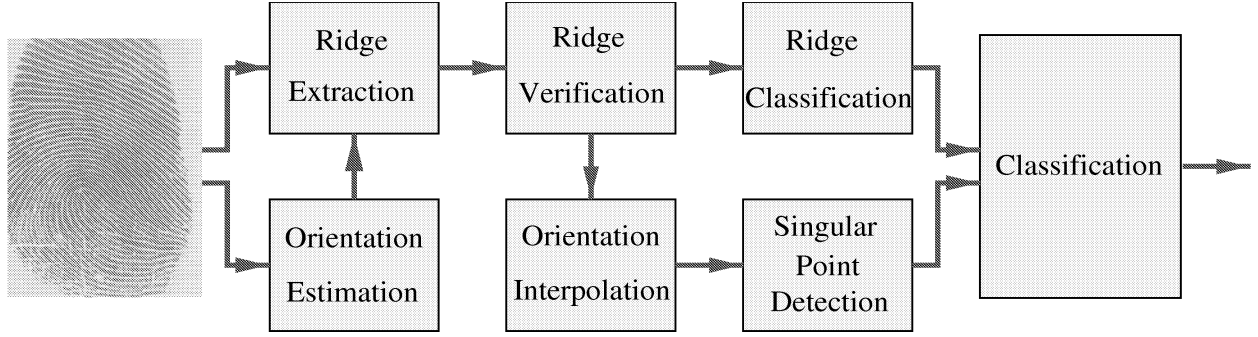 Ridge
Extraction
Ridge
Verification
Ridge
Classification
Classification
Orientation
Estimation
Orientation
Interpolation
Singular
Point
Detection